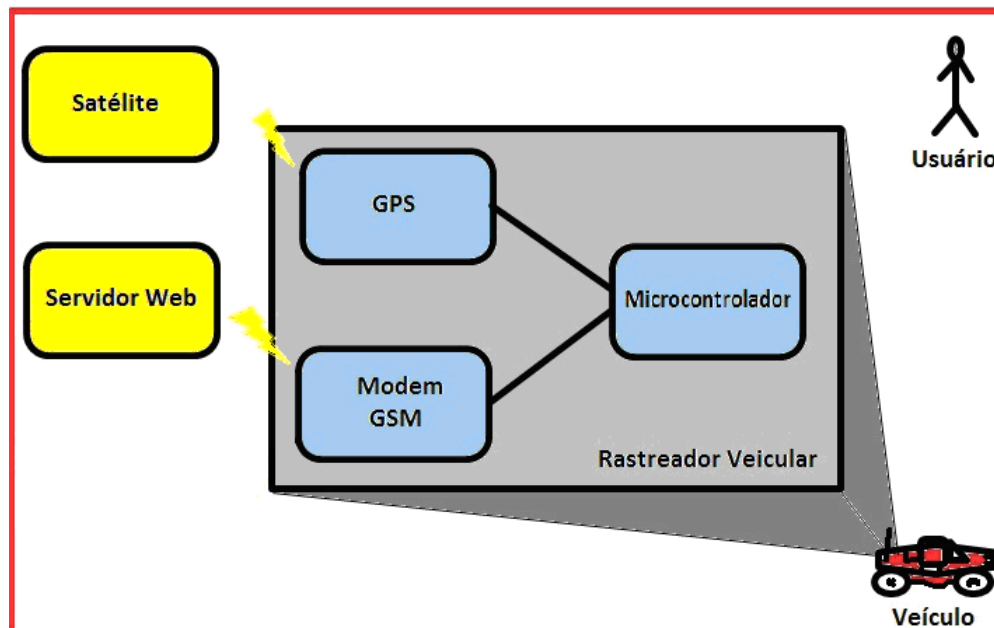 Satélite
Usuário
GPS
Servidor Web
Microcontrolador
Modem
GSM
Rastreador Veicular
Veículo